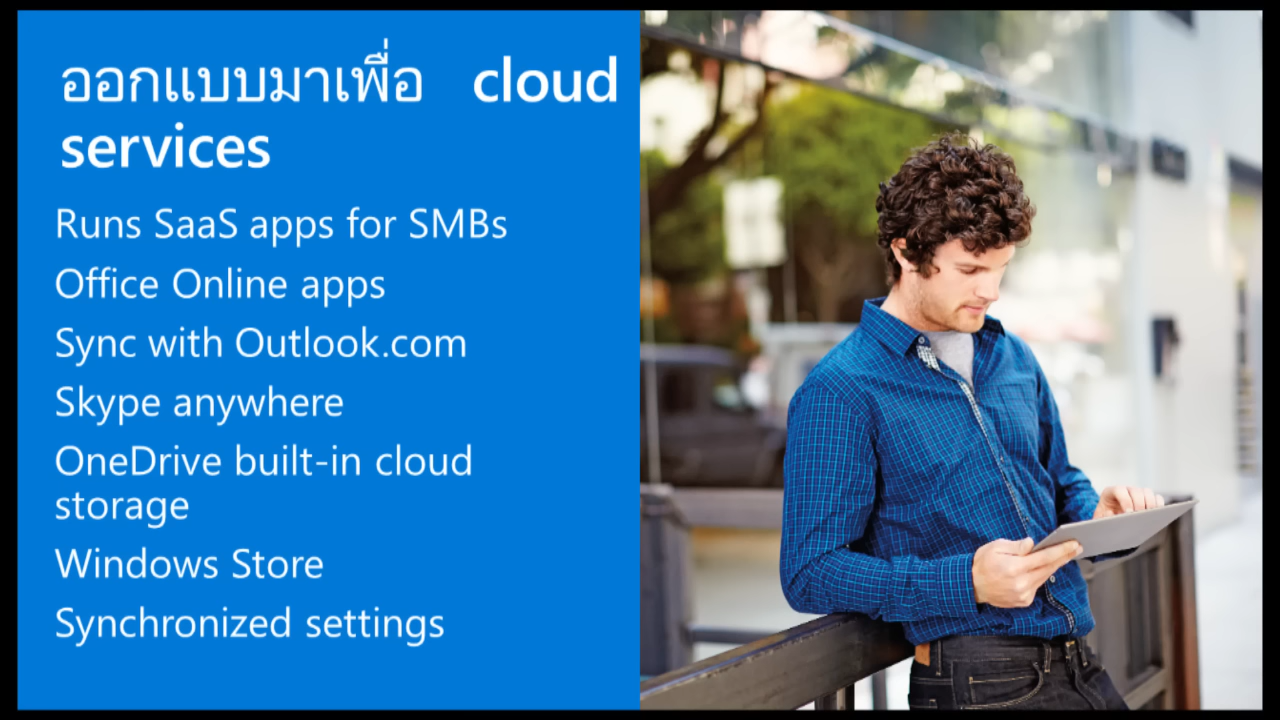 ออกแบบมาเพื่อ cloud
services
Runs SaaS apps for SMBs
Office Online apps
Sync with Outlook.com
Skype anywhere
OneDrive built-in cloud
storage
Windows Store
Synchronized settings